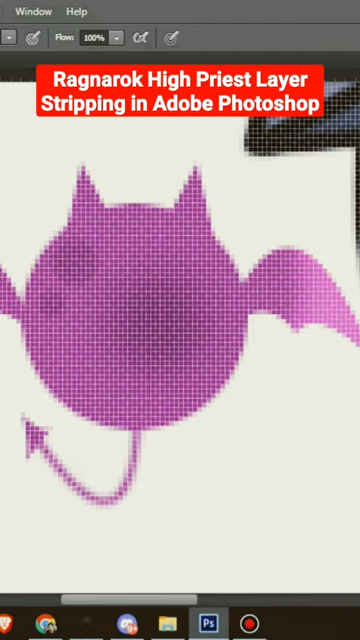 Window Help
Flow: 100%
Ragnarok High Priest Layer
Stripping in Adobe Photoshop
Ps